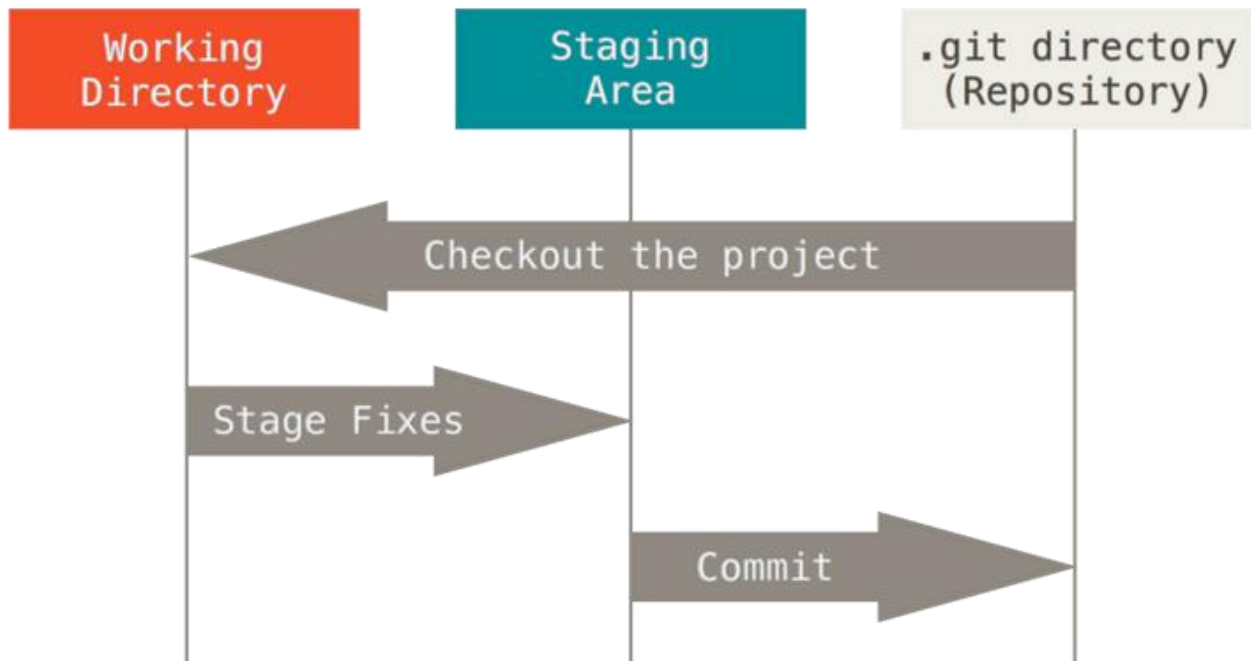 Working
Directory
Staging
Area
.git directory
(Repository)
Checkout the project
Stage Fixes
Commit